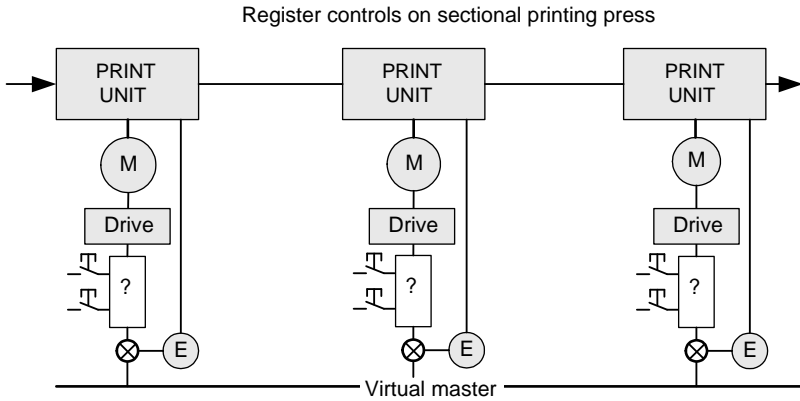 Register controls on sectional printing press
PRINT
UNIT
PRINT
UNIT
PRINT
UNIT
M
M
M
Drive
Drive
Drive
?
?
?
E
E
E
Virtual master